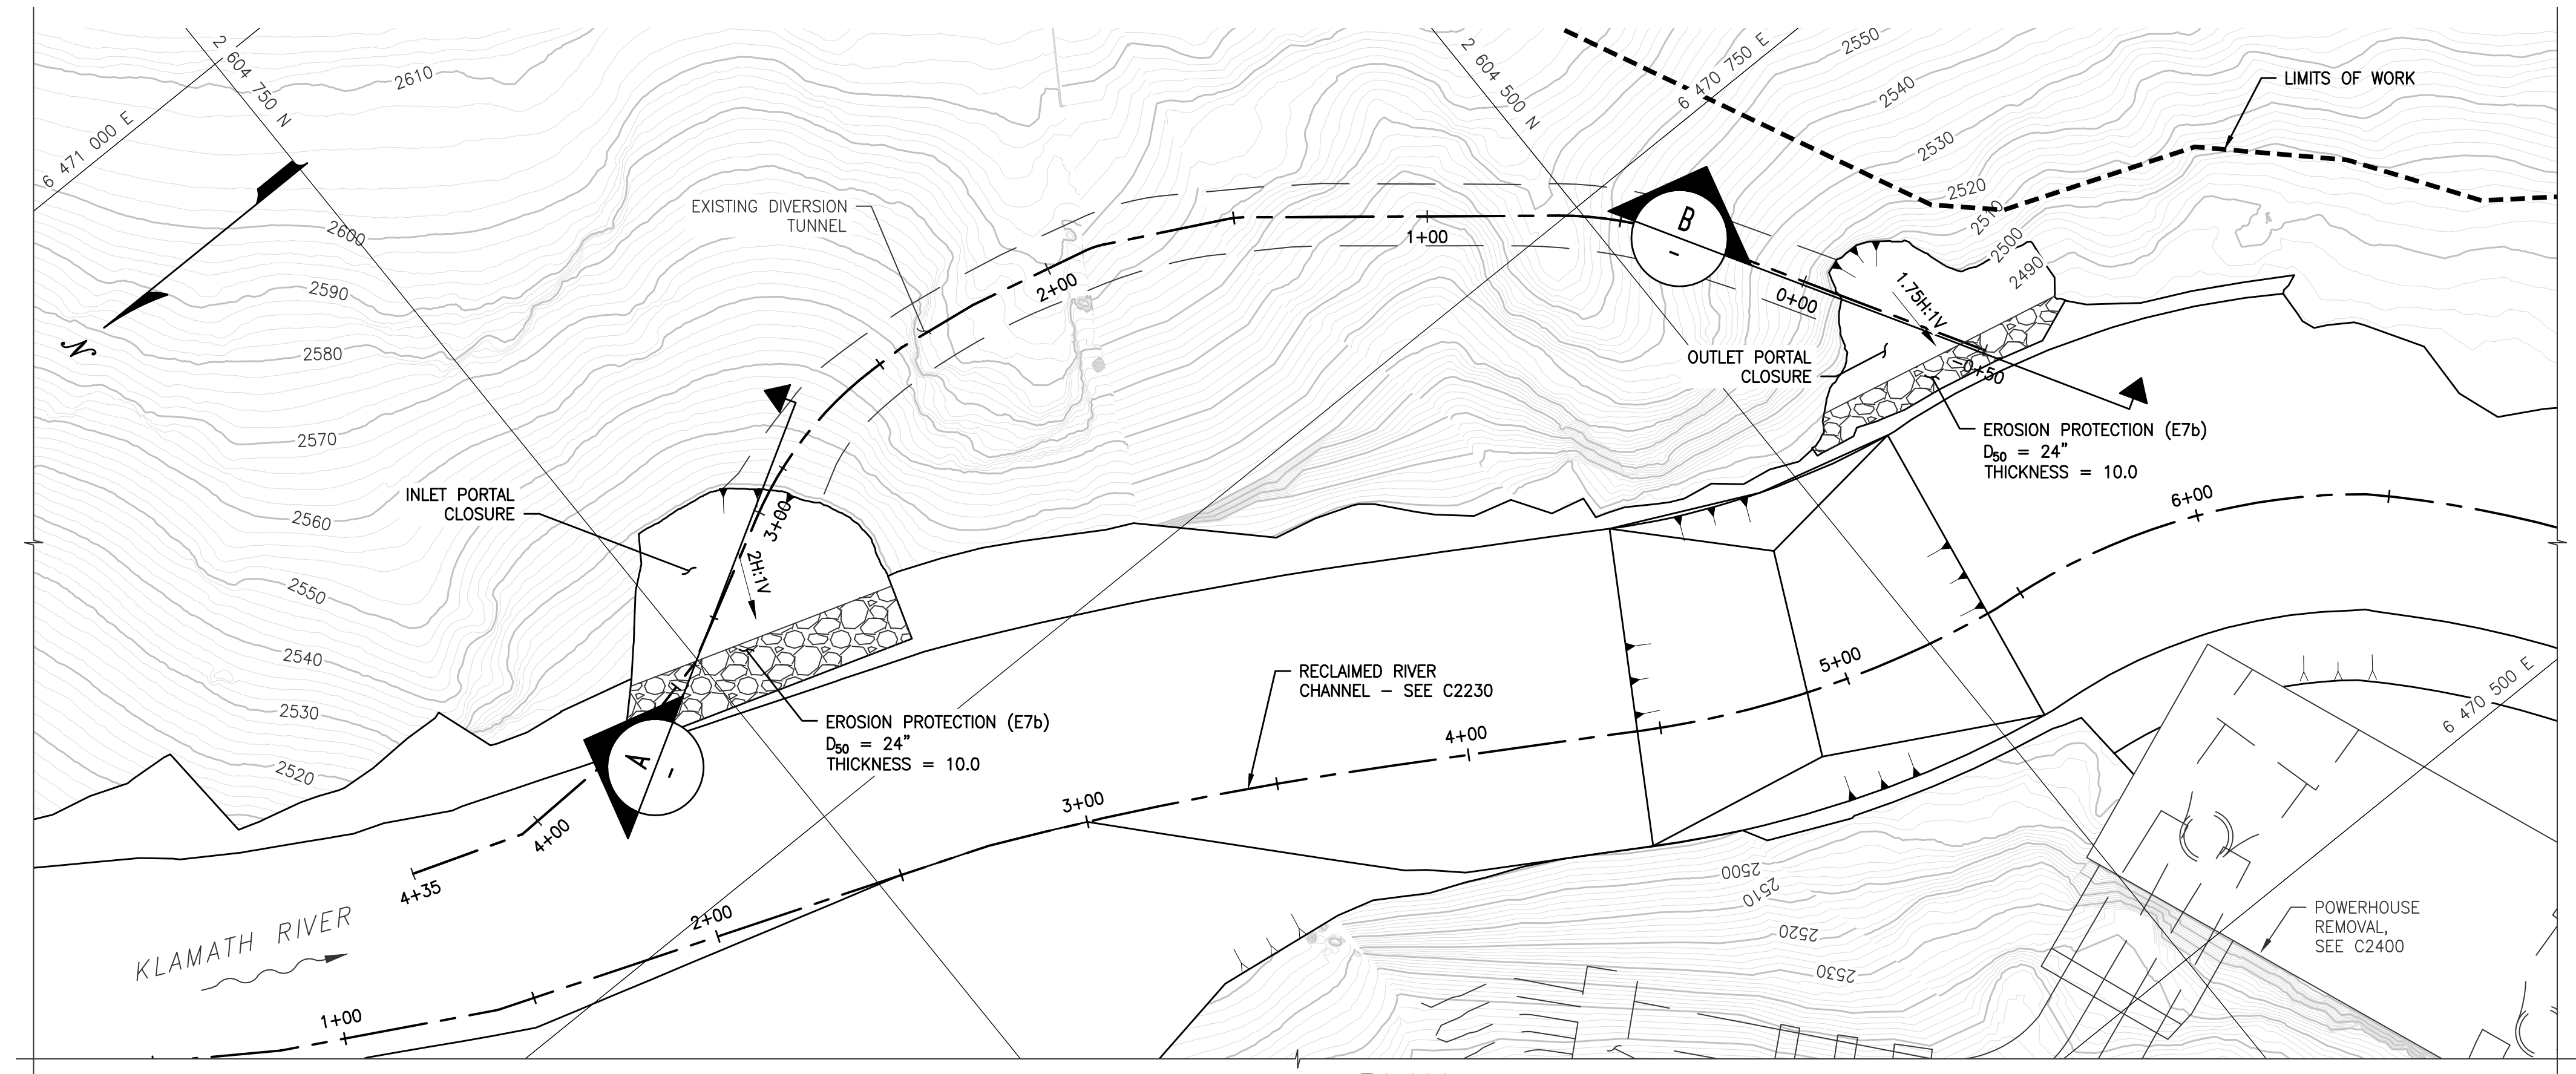 2 604 750 N
6 471 000 E
2610
2600
2590
2580
2570
2560
2550
2540
2530
2520
N
EXISTING DIVERSION
TUNNEL
2+00
1+00
B
-
0+00
2 604 500 N
6 470 750 E
2550
2540
2530
2520
2510
2500
2490
LIMITS OF WORK
1.75H:1V
-0+50
OUTLET PORTAL
CLOSURE
EROSION PROTECTION (E7b)
D50 = 24"
THICKNESS = 10.0
INLET PORTAL
CLOSURE
3+00
2H:1V
EROSION PROTECTION (E7b)
D50 = 24"
THICKNESS = 10.0
A
-
4+00
4+35
KLAMATH RIVER
1+00
2+00
3+00
4+00
5+00
6+00
RECLAIMED RIVER
CHANNEL - SEE C2230
2500
2510
2520
2530
6 470 500 E
POWERHOUSE
REMOVAL,
SEE C2400